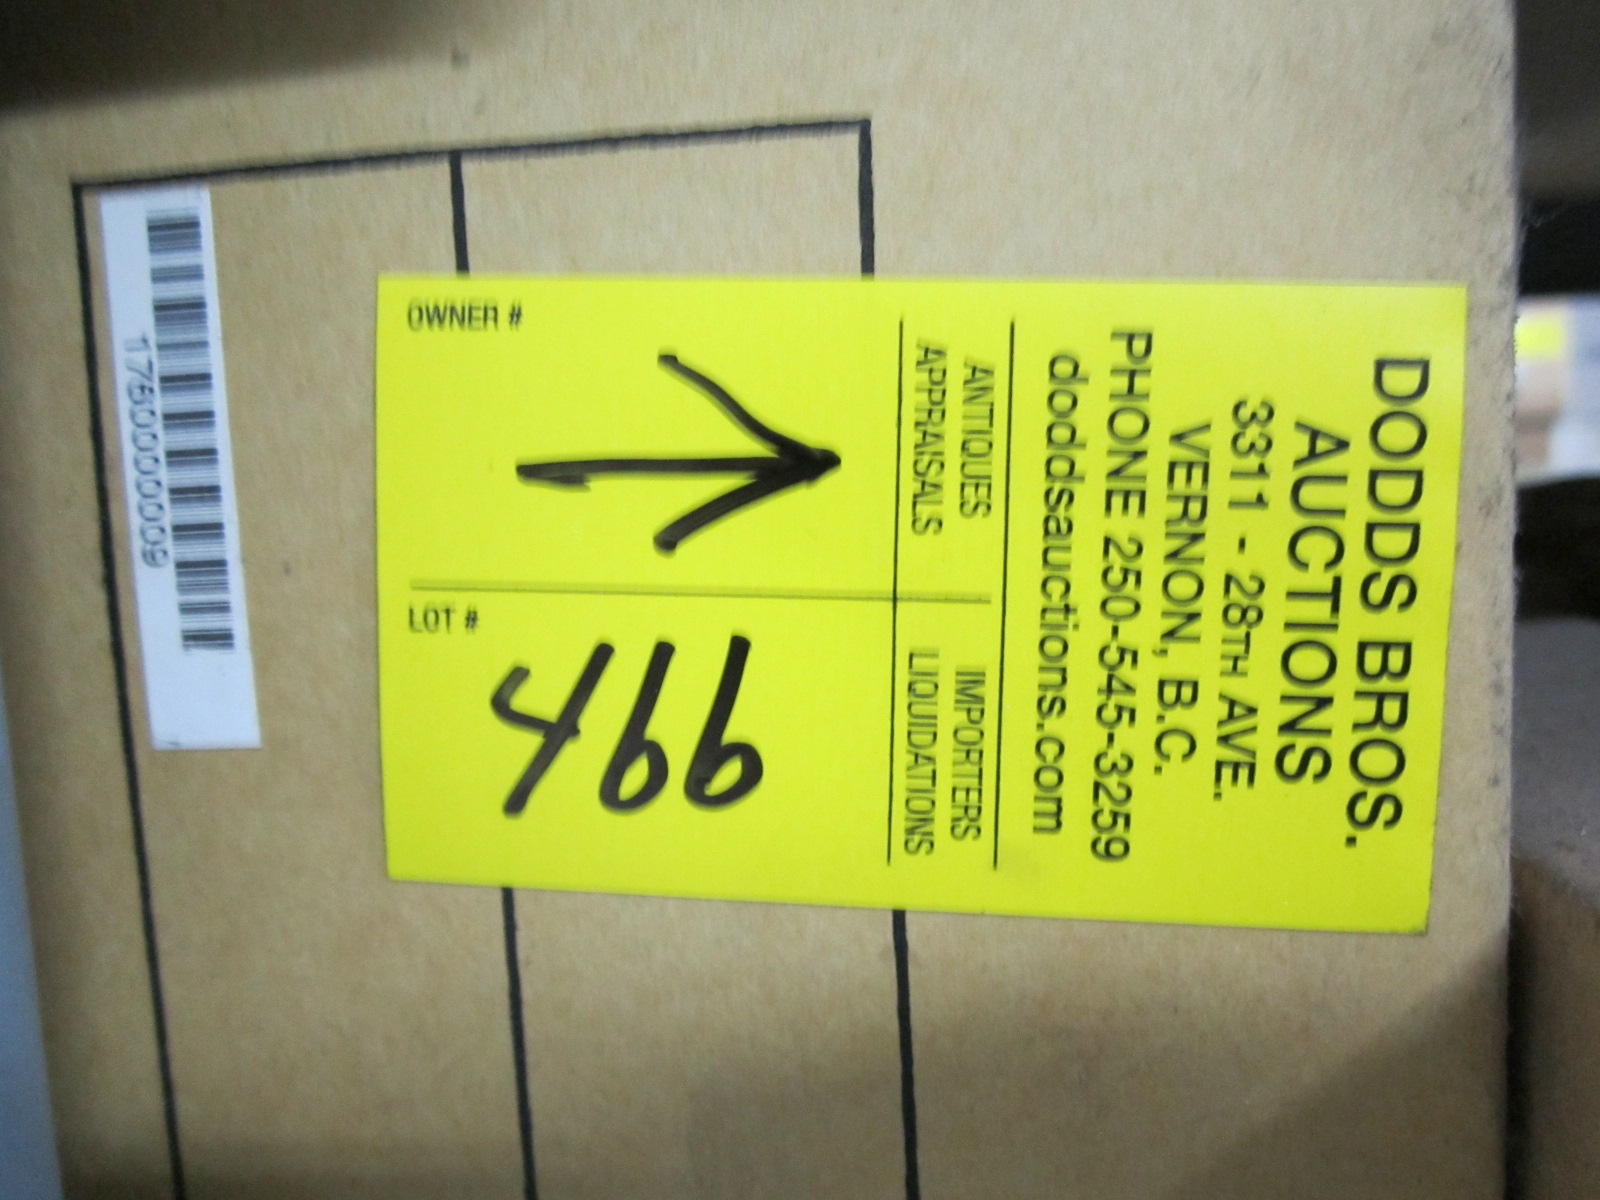 DODDS BROS.
AUCTIONS
3311 - 28TH AVE.
VERNON, B.C.
PHONE 250-545-3259
doddsauctions.com
ANTIQUES
APPRAISALS
IMPORTERS
LIQUIDATIONS
OWNER #
LOT #
466